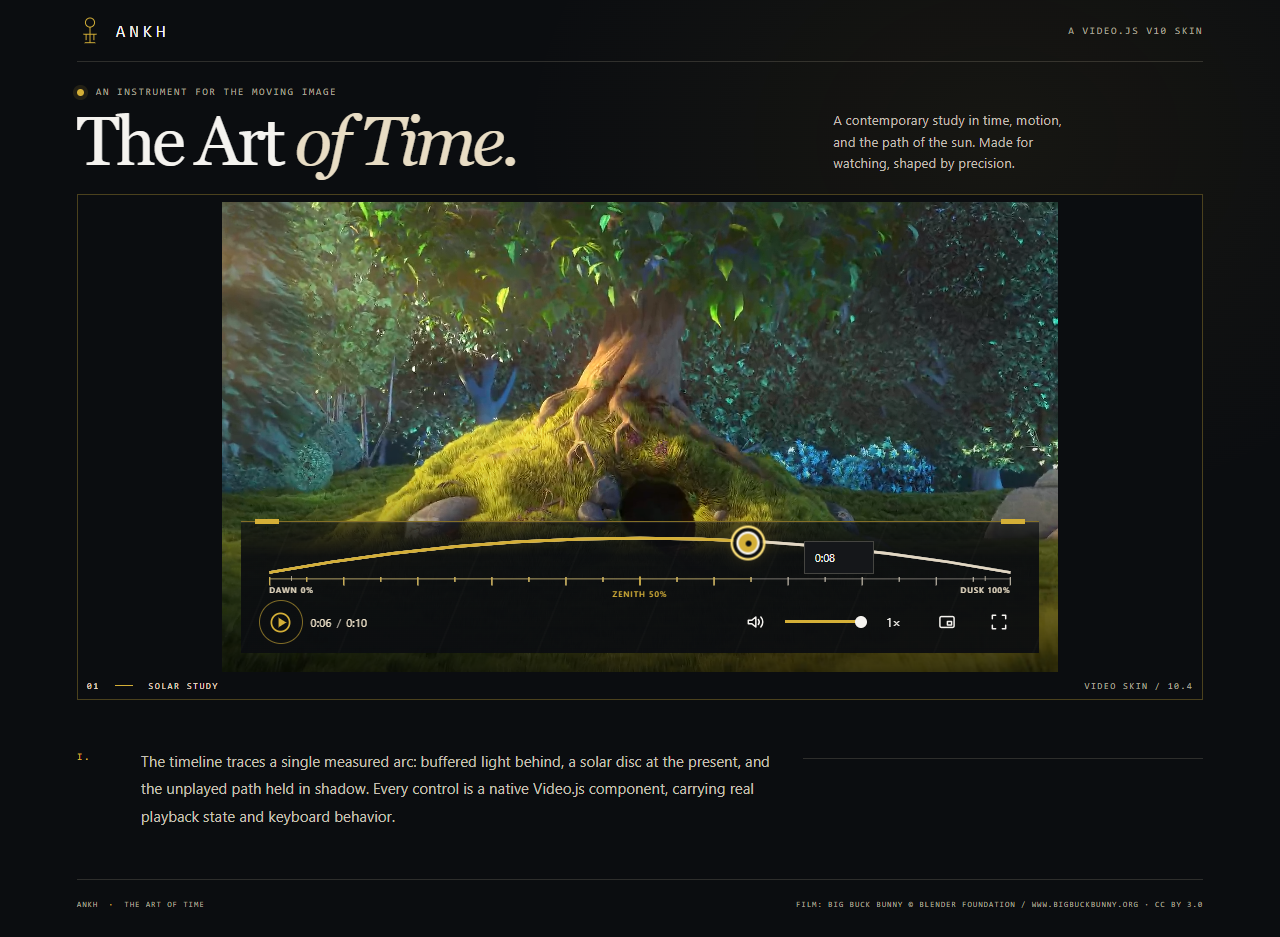 ANKH
A VIDEO.JS V10 SKIN
AN INSTRUMENT FOR THE MOVING IMAGE
The Art of Time.
A contemporary study in time, motion,
and the path of the sun. Made for
watching, shaped by precision.
0:08
DAWN 0%
ZENITH 50%
DUSK 100%
0:06 / 0:10
1×
01 — SOLAR STUDY
VIDEO SKIN / 10.4
I.
The timeline traces a single measured arc: buffered light behind, a solar disc at the present, and
the unplayed path held in shadow. Every control is a native Video.js component, carrying real
playback state and keyboard behavior.
ANKH · THE ART OF TIME
FILM: BIG BUCK BUNNY © BLENDER FOUNDATION / WWW.BIGBUCKBUNNY.ORG · CC BY 3.0